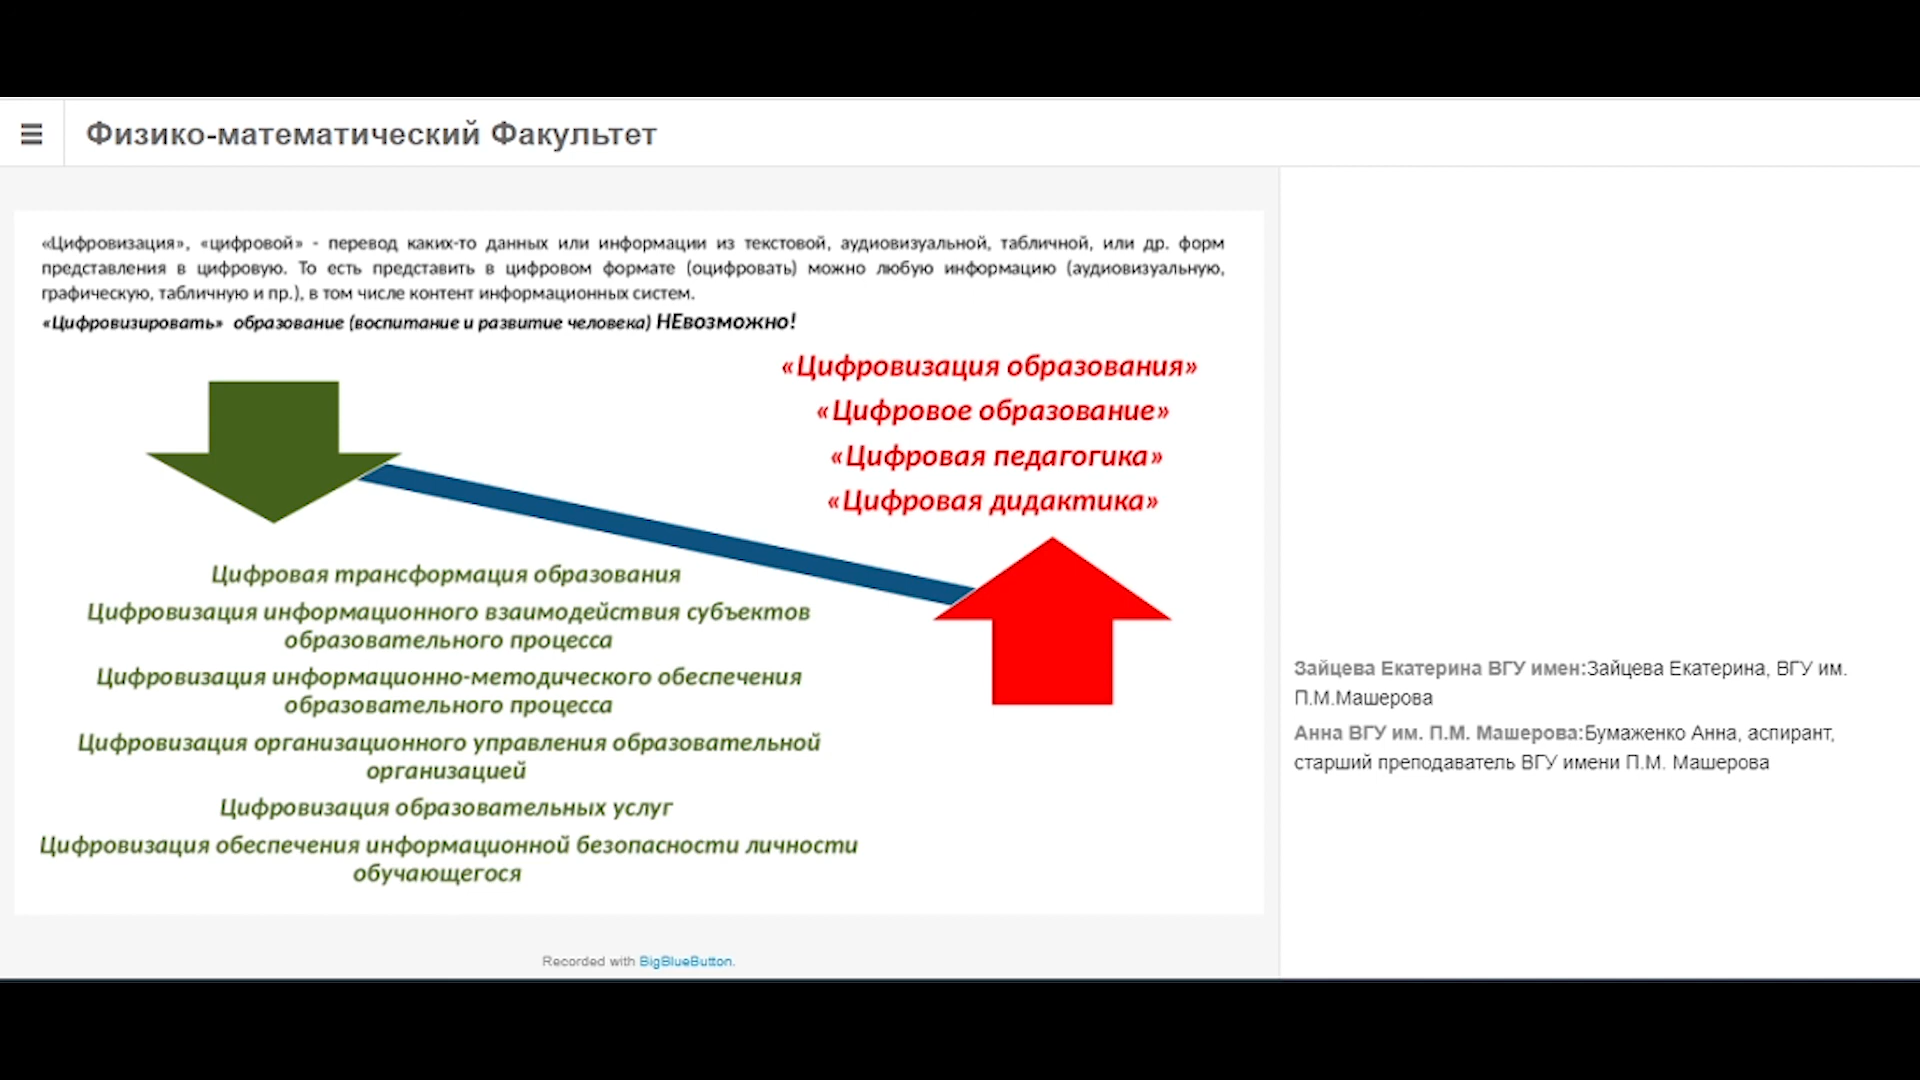 Физико-математический Факультет
«Цифровизация», «цифровой» - перевод каких-то данных или информации из текстовой, аудиовизуальной, табличной, или др. форм
представления в цифровую. То есть представить в цифровом формате (оцифровать) можно любую информацию (аудиовизуальную,
графическую, табличную и пр.), в том числе контент информационных систем.
«Цифровизировать» образование (воспитание и развитие человека) НЕвозможно!
«Цифровизация образования»
«Цифровое образование»
«Цифровая педагогика»
«Цифровая дидактика»
Цифровая трансформация образования
Цифровизация информационного взаимодействия субъектов
образовательного процесса
Цифровизация информационно-методического обеспечения
образовательного процесса
Цифровизация организационного управления образовательной
организацией
Цифровизация образовательных услуг
Цифровизация обеспечения информационной безопасности личности
обучающегося
Recorded with BigBlueButton.
Зайцева Екатерина ВГУ имен:Зайцева Екатерина, ВГУ им.
П.М.Машерова
Анна ВГУ им. П.М. Машерова:Бумаженко Анна, аспирант,
старший преподаватель ВГУ имени П.М. Машерова